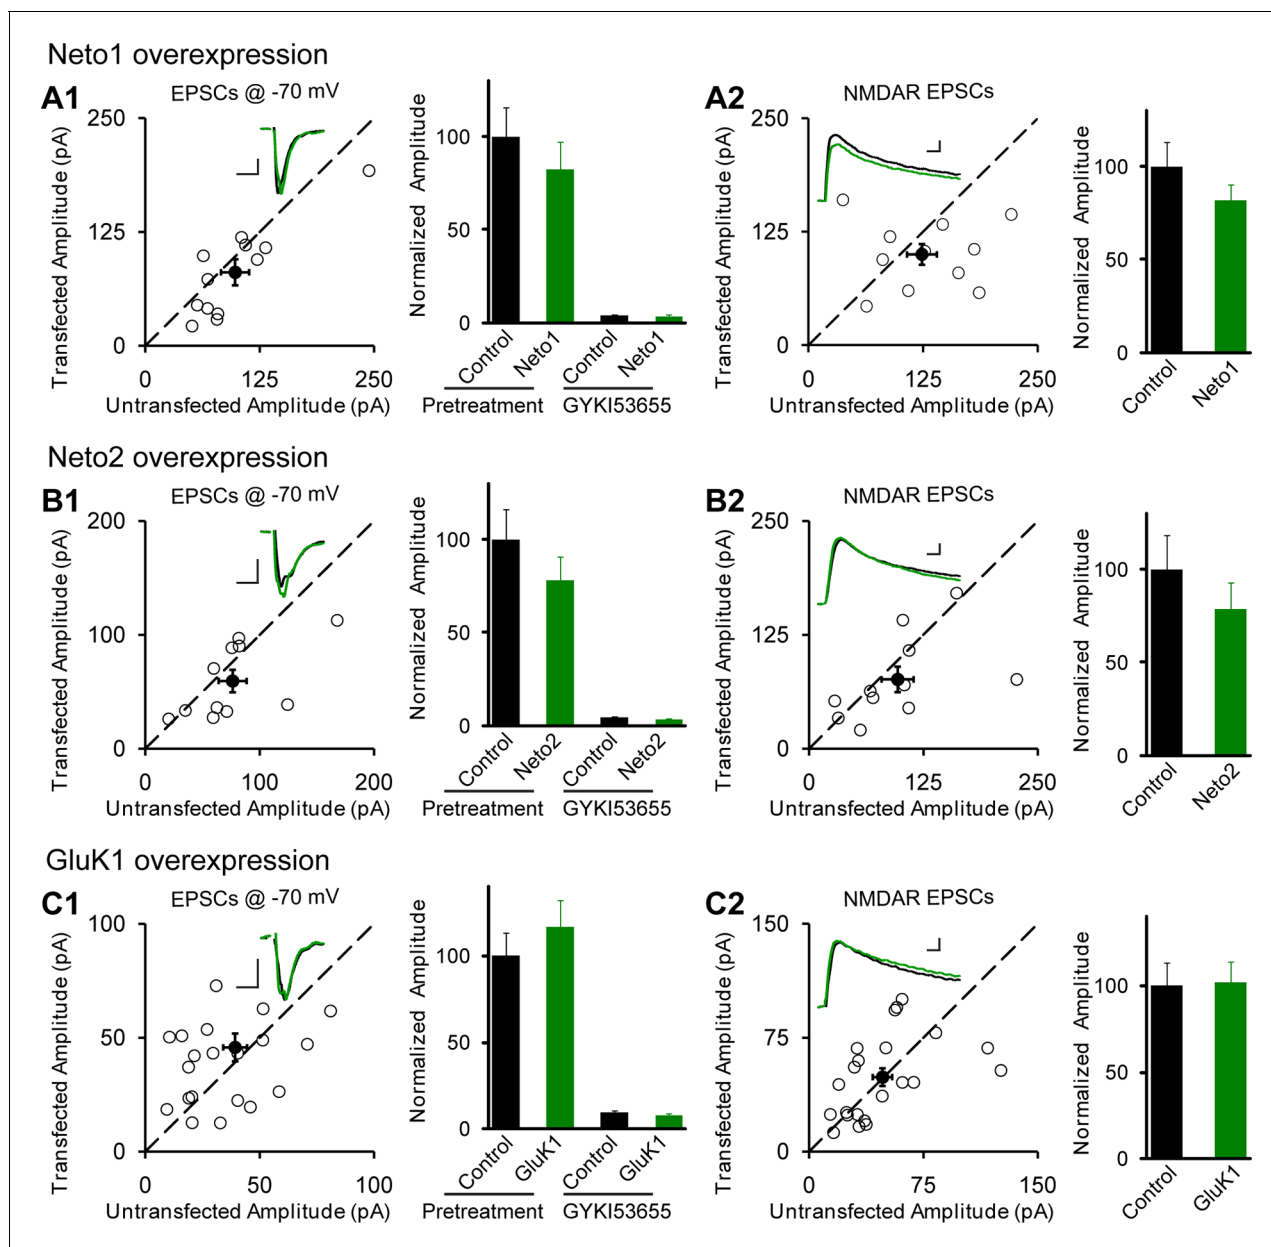 Neto1 overexpression
A1
EPSCs @ -70 mV
Transfected Amplitude (pA)
250
125
0
0
125
250
Untransfected Amplitude (pA)
Normalized Amplitude
100
50
0
Control
Neto1
Control
Neto1
Pretreatment
GYKI53655
A2
NMDAR EPSCs
Transfected Amplitude (pA)
250
125
0
0
125
250
Untransfected Amplitude (pA)
Normalized Amplitude
100
50
0
Control
Neto1
Neto2 overexpression
B1
EPSCs @ -70 mV
Transfected Amplitude (pA)
200
100
0
0
100
200
Untransfected Amplitude (pA)
Normalized Amplitude
100
50
0
Control
Neto2
Control
Neto2
Pretreatment
GYKI53655
B2
NMDAR EPSCs
Transfected Amplitude (pA)
250
125
0
0
125
250
Untransfected Amplitude (pA)
Normalized Amplitude
100
50
0
Control
Neto2
GluK1 overexpression
C1
EPSCs @ -70 mV
Transfected Amplitude (pA)
100
50
0
0
50
100
Untransfected Amplitude (pA)
Normalized Amplitude
100
50
0
Control
GluK1
Control
GluK1
Pretreatment
GYKI53655
C2
NMDAR EPSCs
Transfected Amplitude (pA)
150
75
0
0
75
150
Untransfected Amplitude (pA)
Normalized Amplitude
100
50
0
Control
GluK1